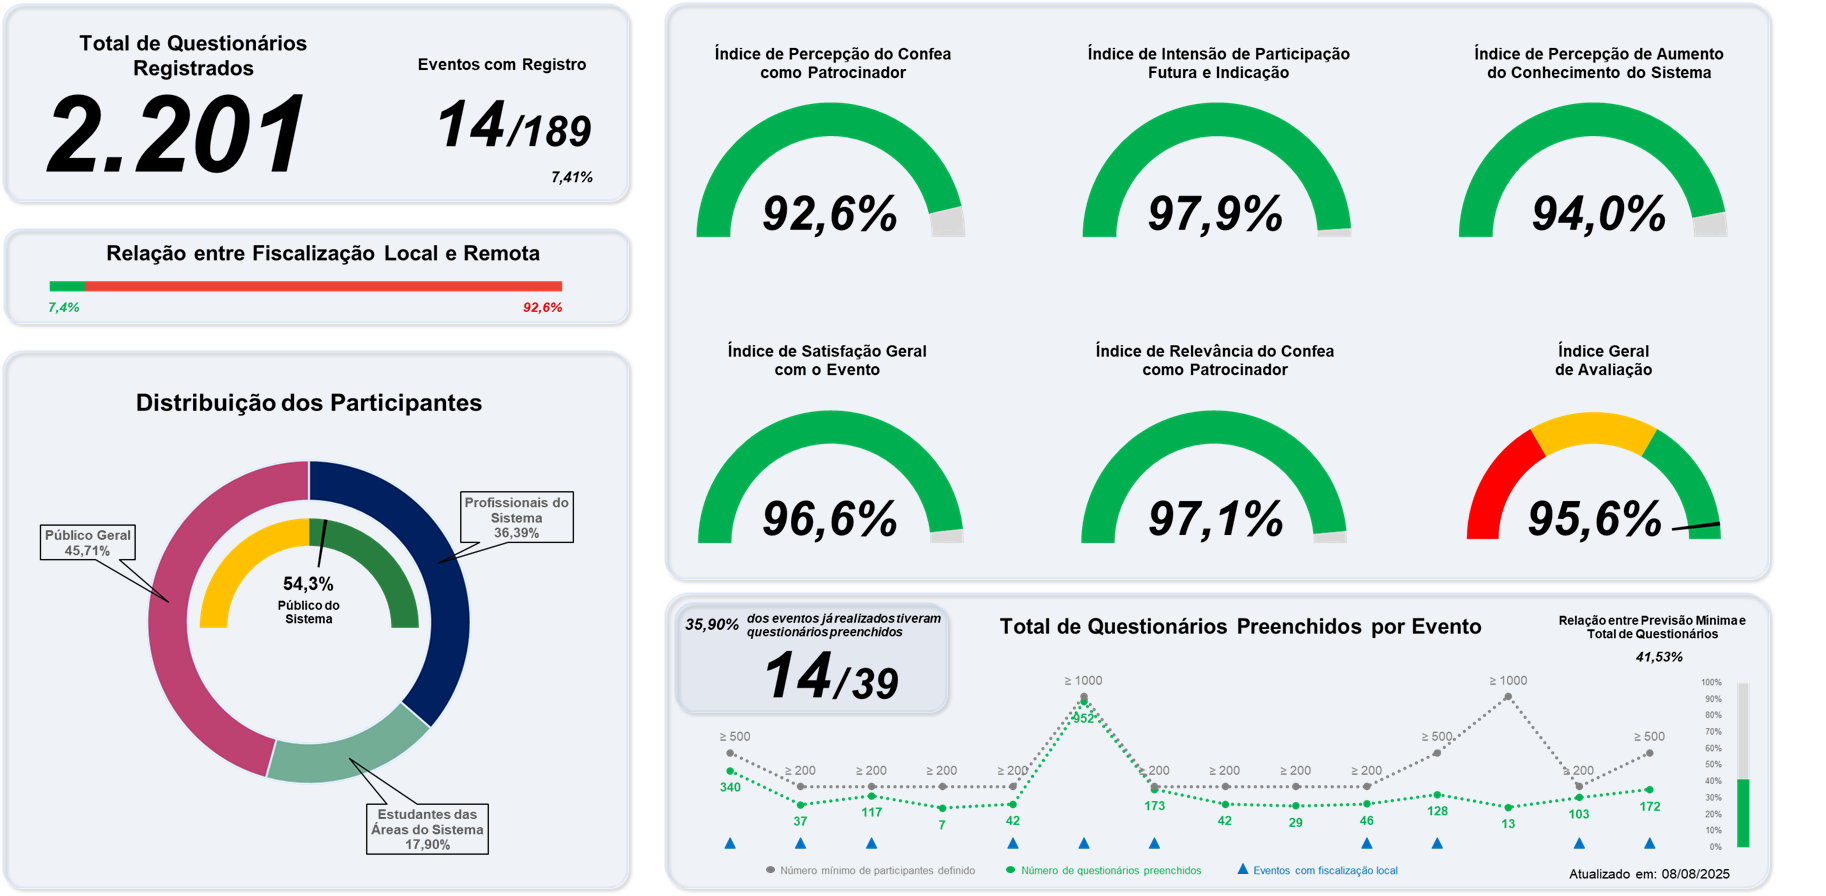 Total de Questionários
Registrados
2.201
Eventos com Registro
14/189
7,41%
Relação entre Fiscalização Local e Remota
7,4%
92,6%
Distribuição dos Participantes
Público Geral
45,71%
Profissionais do
Sistema
36,39%
54,3%
Público do
Sistema
Estudantes das
Áreas do Sistema
17,90%
Índice de Percepção do Confea
como Patrocinador
92,6%
Índice de Intensão de Participação
Futura e Indicação
97,9%
Índice de Percepção de Aumento
do Conhecimento do Sistema
94,0%
Índice de Satisfação Geral
com o Evento
96,6%
Índice de Relevância do Confea
como Patrocinador
97,1%
Índice Geral
de Avaliação
95,6%
35,90% dos eventos já realizados tiveram
questionários preenchidos
14/39
Total de Questionários Preenchidos por Evento
Relação entre Previsão Mínima e
Total de Questionários
41,53%
≥ 500
≥ 200
≥ 200
≥ 200
≥ 200
≥ 1000
≥ 200
≥ 200
≥ 200
≥ 200
≥ 500
≥ 1000
≥ 200
≥ 500
340
37
117
7
42
952
173
42
29
46
128
13
103
172
100%
90%
80%
70%
60%
50%
40%
30%
20%
10%
0%
Número mínimo de participantes definido
Número de questionários preenchidos
Eventos com fiscalização local
Atualizado em: 08/08/2025